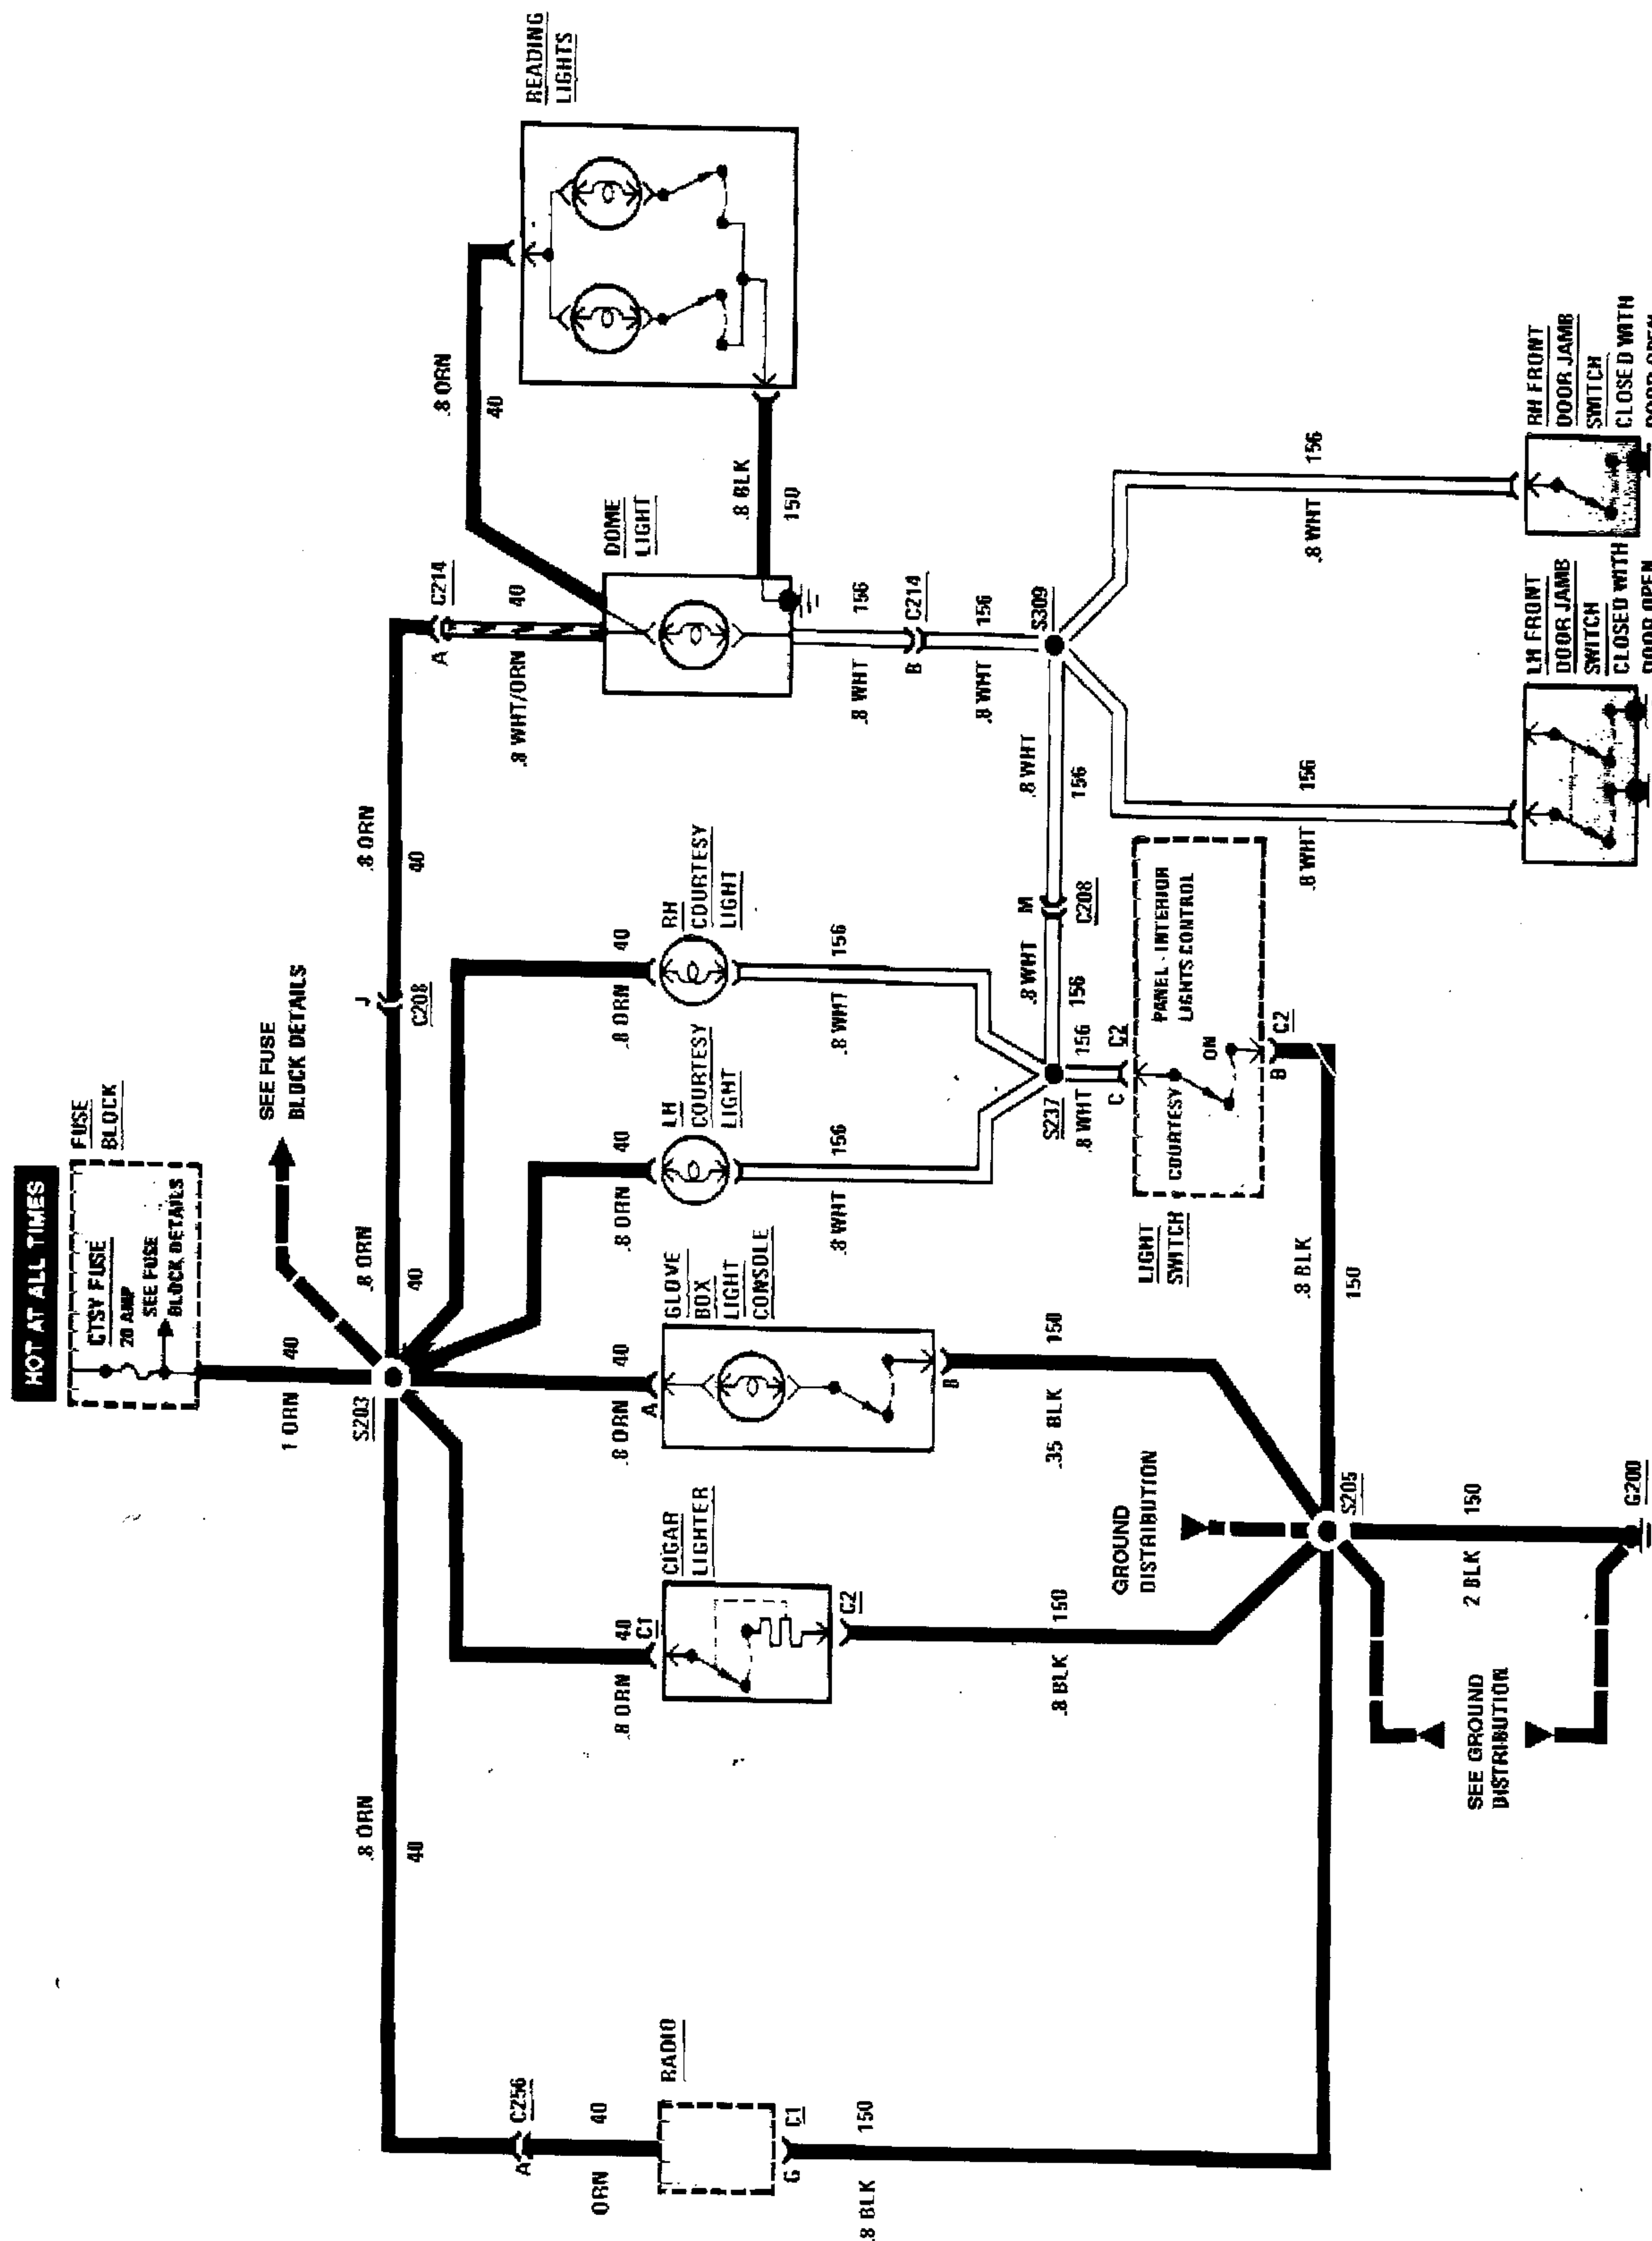 HOT AT ALL TIMES
FUSE
BLOCK
CTSY FUSE
20 AMP
SEE FUSE
BLOCK DETAILS
SEE FUSE
BLOCK DETAILS
1 ORN
40
S203
.8 ORN
40
.8 ORN
40
J
C208
.8 ORN
40
A
C214
.8 WHT/ORN
40
.8 ORN
40
READING
LIGHTS
DOME
LIGHT
.8 BLK
150
.8 WHT
156
B
C214
.8 WHT
156
S309
.8 WHT
156
.8 WHT
156
.8 WHT
156
RH FRONT
DOOR JAMB
SWITCH
CLOSED WITH
DOOR OPEN
LH FRONT
DOOR JAMB
SWITCH
CLOSED WITH
DOOR OPEN
C256
A
ORN
40
RADIO
G
C1
.8 BLK
150
.8 ORN
40
C1
CIGAR
LIGHTER
C2
.8 BLK
150
.8 ORN
40
A
GLOVE
BOX
LIGHT
CONSOLE
B
.35 BLK
150
.8 ORN
40
LH
COURTESY
LIGHT
.8 WHT
156
.8 ORN
40
RH
COURTESY
LIGHT
.8 WHT
156
M
C208
.8 WHT
156
S237
.8 WHT
156
C
C2
LIGHT
SWITCH
COURTESY
ON
PANEL - INTERIOR
LIGHTS CONTROL
B
C2
.8 BLK
150
GROUND
DISTRIBUTION
S205
2 BLK
150
G200
SEE GROUND
DISTRIBUTION